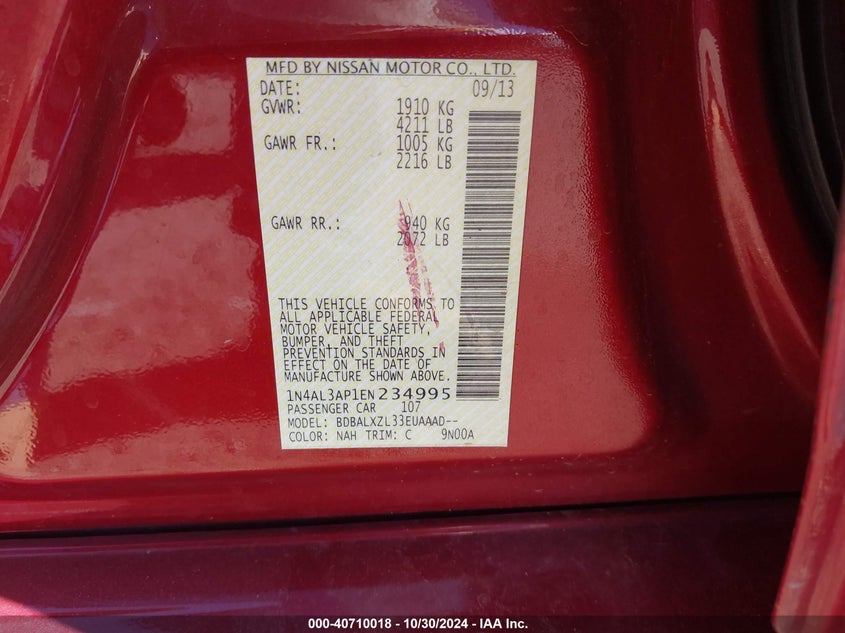 MFD BY NISSAN MOTOR CO., LTD.
DATE: 09/13
GVWR: 1910 KG
4211 LB
GAWR FR.: 1005 KG
2216 LB
GAWR RR.: 940 KG
2072 LB
THIS VEHICLE CONFORMS TO
ALL APPLICABLE FEDERAL
MOTOR VEHICLE SAFETY,
BUMPER, AND THEFT
PREVENTION STANDARDS IN
EFFECT ON THE DATE OF
MANUFACTURE SHOWN ABOVE.
1N4AL3AP1EN234995
PASSENGER CAR 107
MODEL: BDBALXZL33EUAAAD--
COLOR: NAH TRIM: C 9N00A
000-40710018 - 10/30/2024 - IAA Inc.